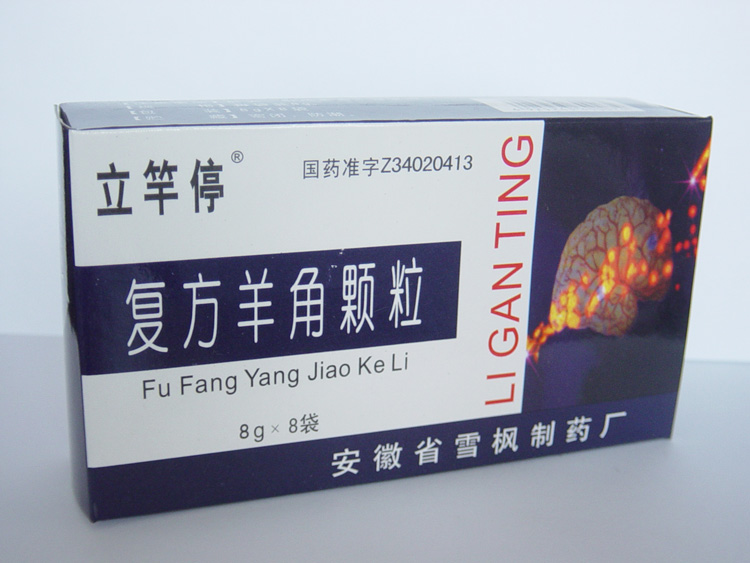 立竿停®
国药准字Z34020413
复方羊角颗粒
Fu Fang Yang Jiao Ke Li
8g×8袋
LI GAN TING
安徽省雪枫制药厂